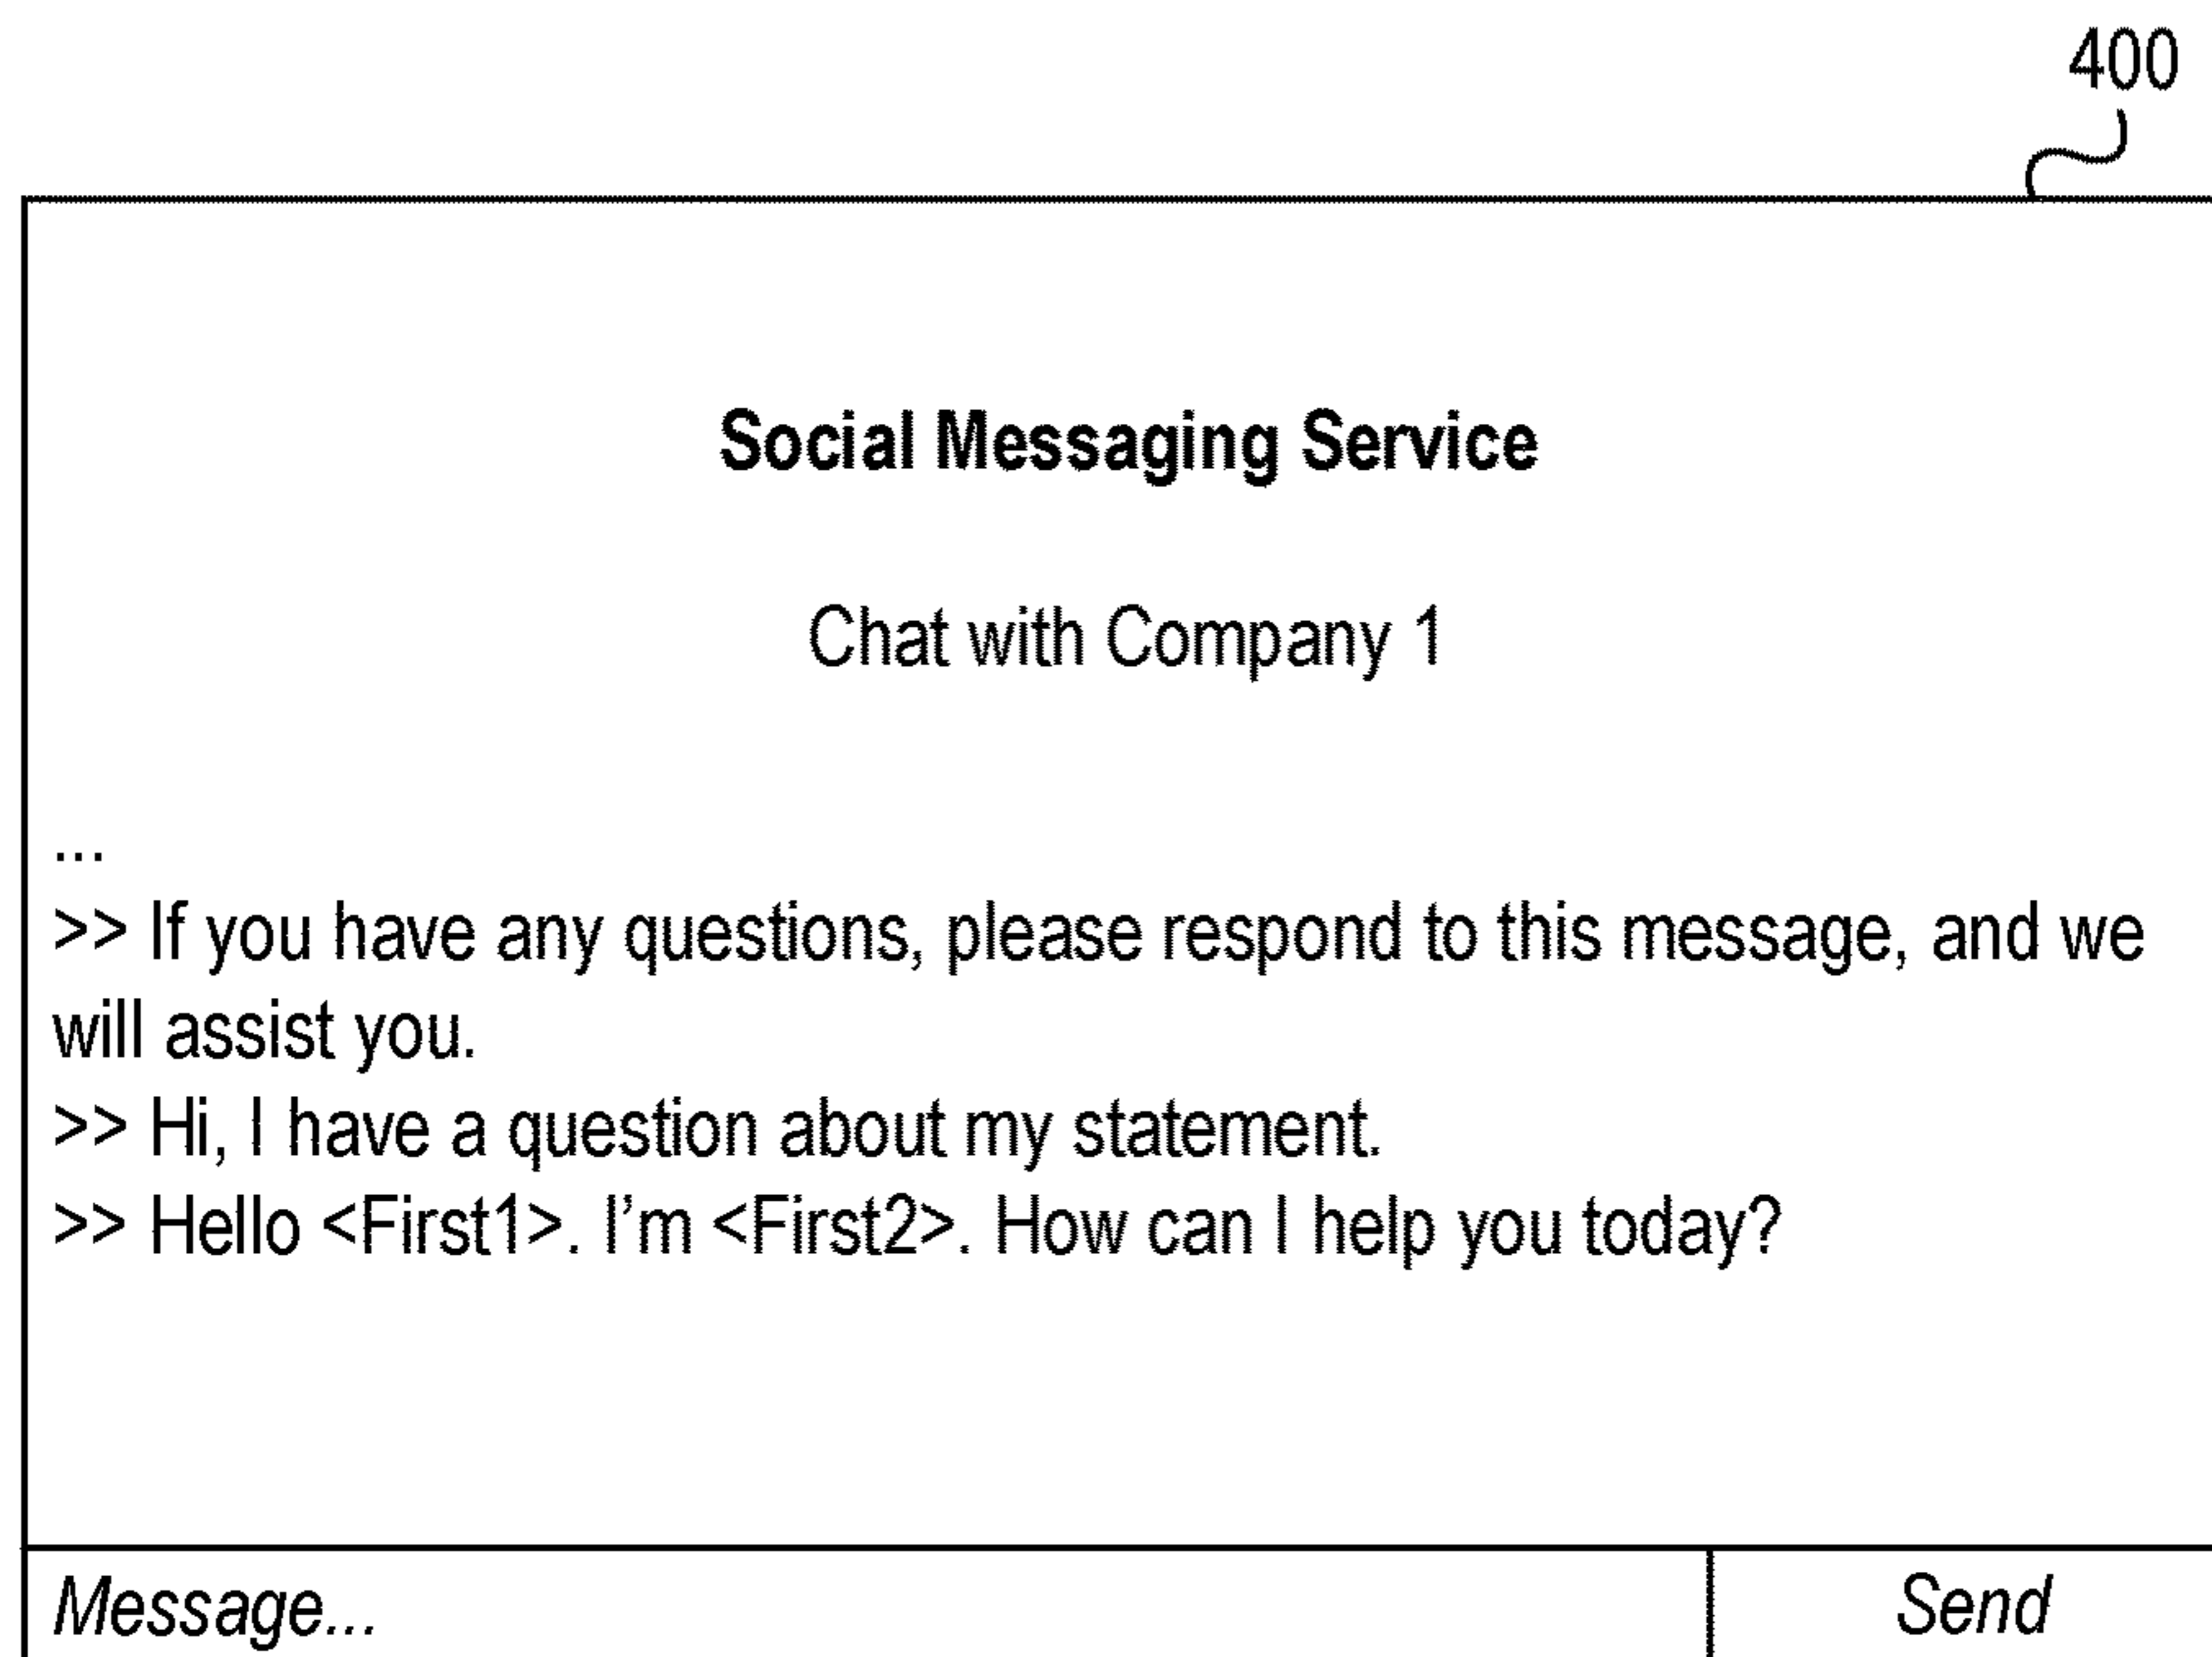 400
Social Messaging Service
Chat with Company 1
...
>> If you have any questions, please respond to this message, and we
will assist you.
>> Hi, I have a question about my statement.
>> Hello <First1>. I’m <First2>. How can I help you today?
Message...
Send